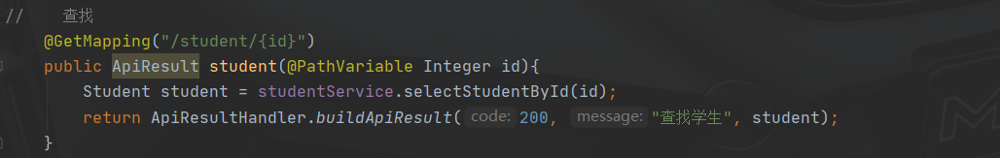 //    查找
@GetMapping("/student/{id}")
public ApiResult student(@PathVariable Integer id){
Student student = studentService.selectStudentById(id);
return ApiResultHandler.buildApiResult( code: 200, message: "查找学生", student);
}